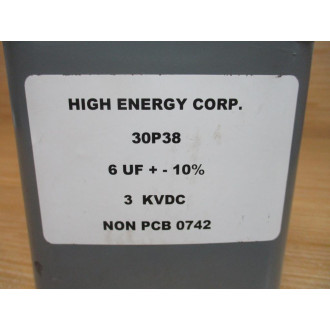 HIGH ENERGY CORP.
30P38
6 UF + - 10%
3 KVDC
NON PCB 0742